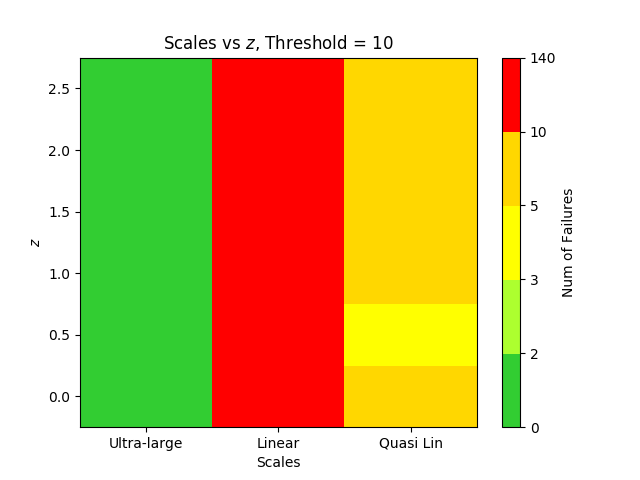 Scales vs z, Threshold = 10
2.5
2.0
1.5
1.0
0.5
0.0
z
Ultra-large
Linear
Quasi Lin
Scales
140
10
5
3
2
0
Num of Failures